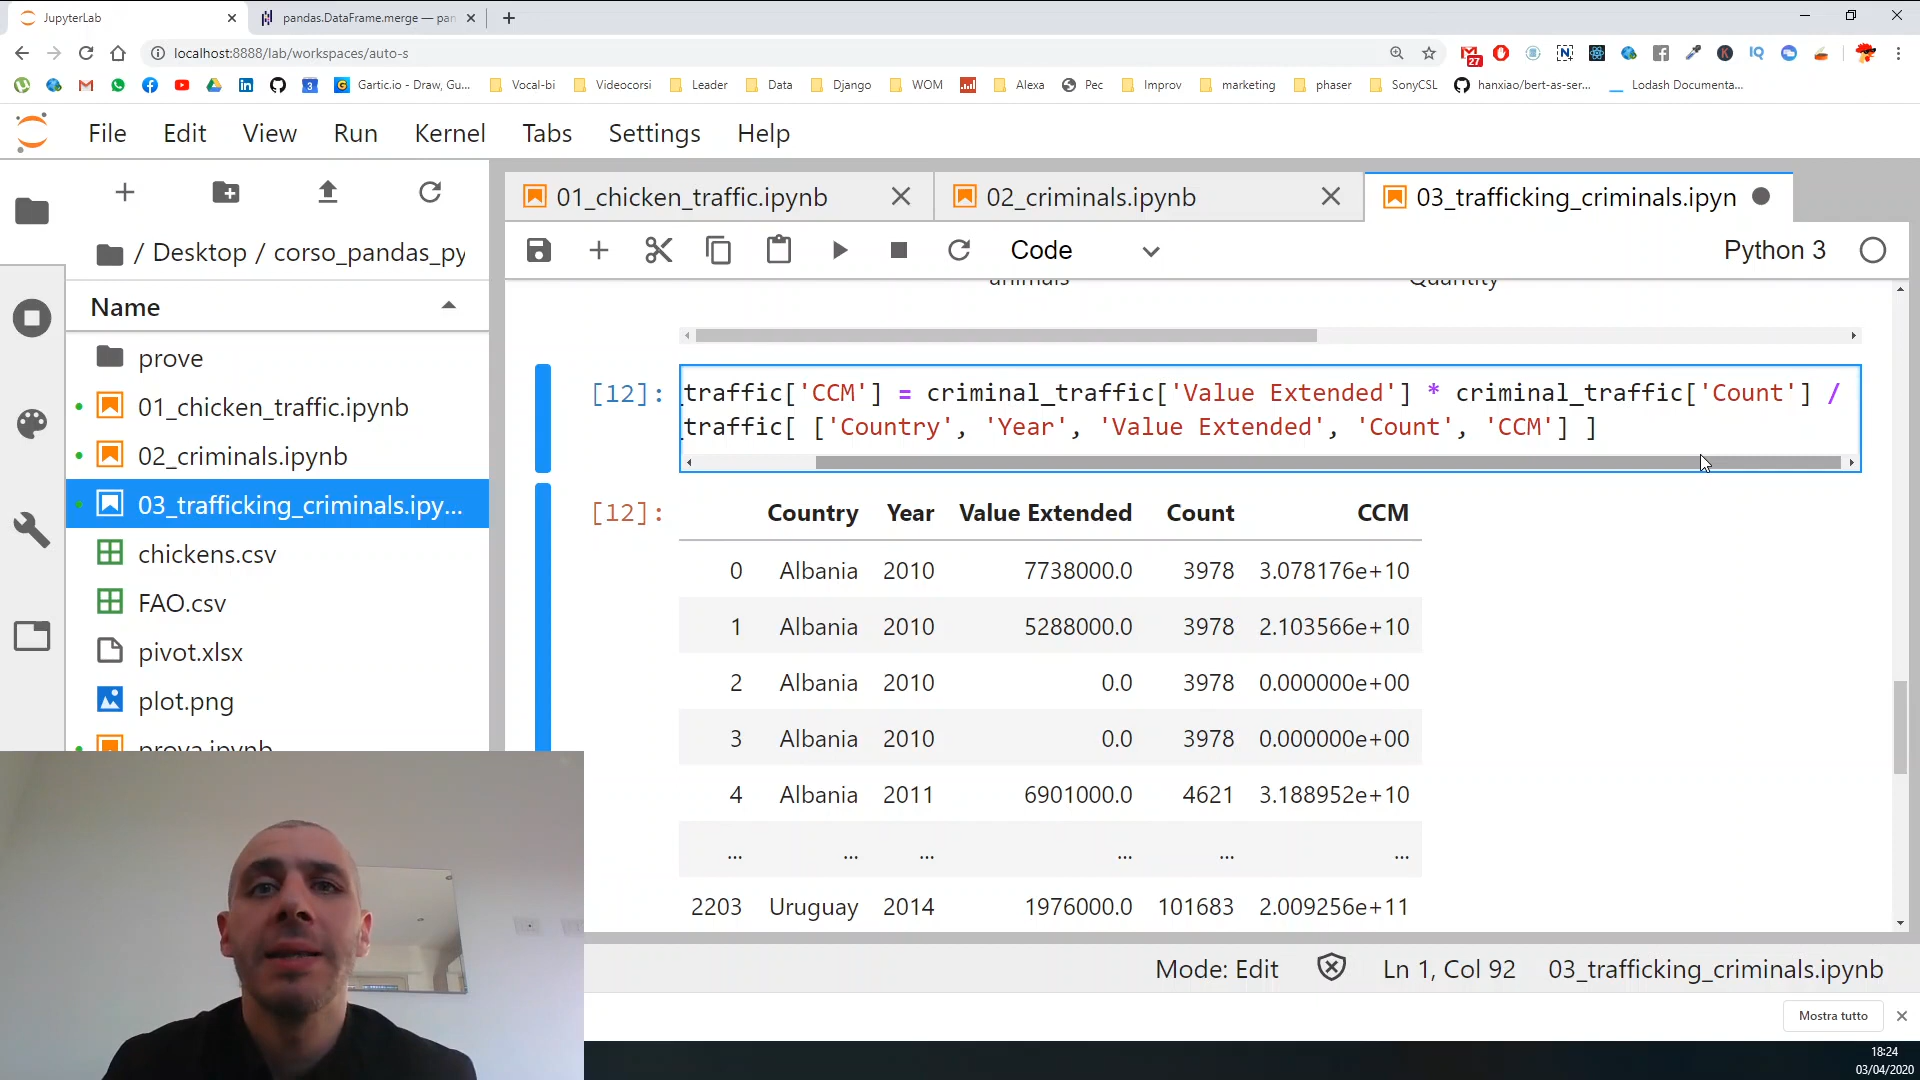 JupyterLab
pandas.DataFrame.merge — pan
localhost:8888/lab/workspaces/auto-s
27
Gartic.io - Draw, Gu...
Vocal-bi
Videocorsi
Leader
Data
Django
WOM
Alexa
Pec
Improv
marketing
phaser
SonyCSL
hanxiao/bert-as-ser...
Lodash Documenta...
File Edit View Run Kernel Tabs Settings Help
/ Desktop / corso_pandas_py
Name
prove
01_chicken_traffic.ipynb
02_criminals.ipynb
03_trafficking_criminals.ipy...
chickens.csv
FAO.csv
pivot.xlsx
plot.png
prova.ipynb
01_chicken_traffic.ipynb
02_criminals.ipynb
03_trafficking_criminals.ipyn
Code
Python 3
animals Quantity
[12]:
_traffic['CCM'] = criminal_traffic['Value Extended'] * criminal_traffic['Count'] /
_traffic[ ['Country', 'Year', 'Value Extended', 'Count', 'CCM'] ]
[12]:
Country Year Value Extended Count CCM
0 Albania 2010 7738000.0 3978 3.078176e+10
1 Albania 2010 5288000.0 3978 2.103566e+10
2 Albania 2010 0.0 3978 0.000000e+00
3 Albania 2010 0.0 3978 0.000000e+00
4 Albania 2011 6901000.0 4621 3.188952e+10
... ... ... ... ... ...
2203 Uruguay 2014 1976000.0 101683 2.009256e+11
Mode: Edit
Ln 1, Col 92
03_trafficking_criminals.ipynb
Mostra tutto
18:24
03/04/2020